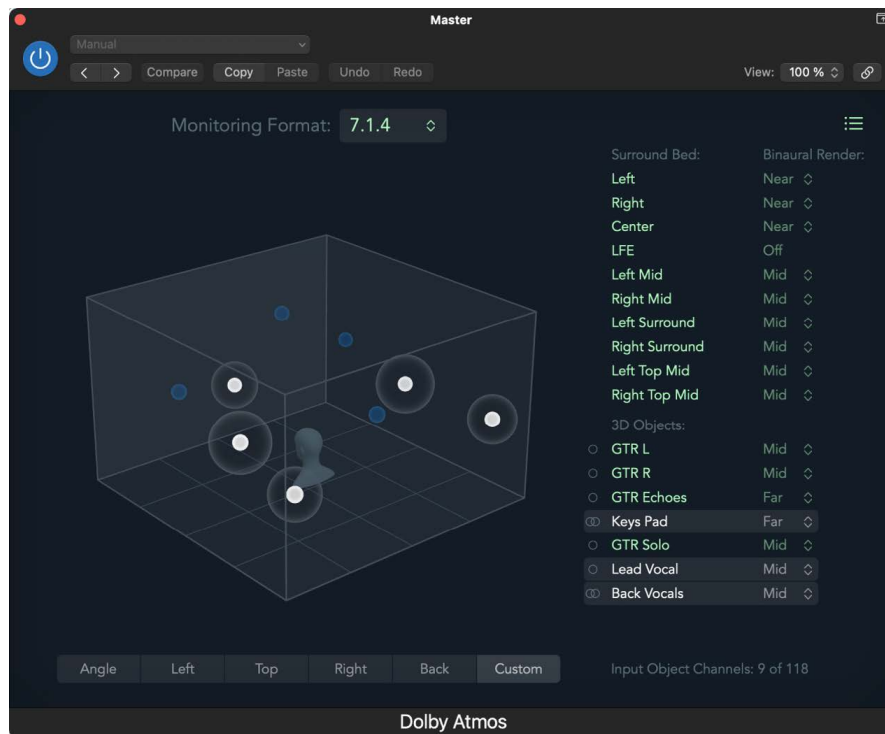 Master
Manual
Compare Copy Paste Undo Redo View: 100 %
Monitoring Format: 7.1.4
Surround Bed: Binaural Render:
Left Near
Right Near
Center Near
LFE Off
Left Mid Mid
Right Mid Mid
Left Surround Mid
Right Surround Mid
Left Top Mid Mid
Right Top Mid Mid
3D Objects:
GTR L Mid
GTR R Mid
GTR Echoes Far
Keys Pad Far
GTR Solo Mid
Lead Vocal Mid
Back Vocals Mid
Angle Left Top Right Back Custom Input Object Channels: 9 of 118
Dolby Atmos